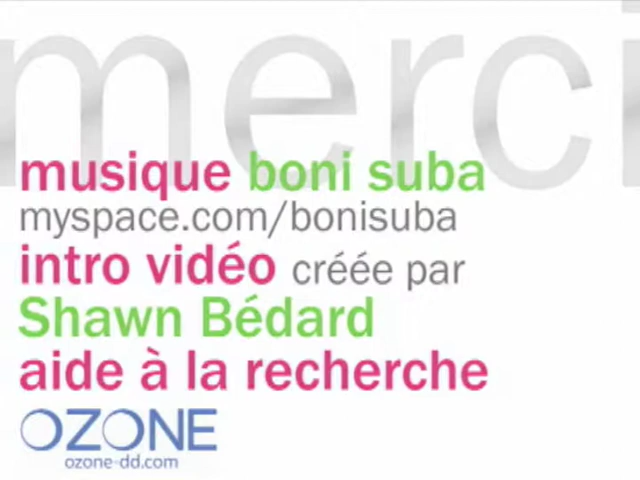 merci
musique boni suba
myspace.com/bonisuba
intro vidéo créée par
Shawn Bédard
aide à la recherche
OZONE
ozone-dd.com